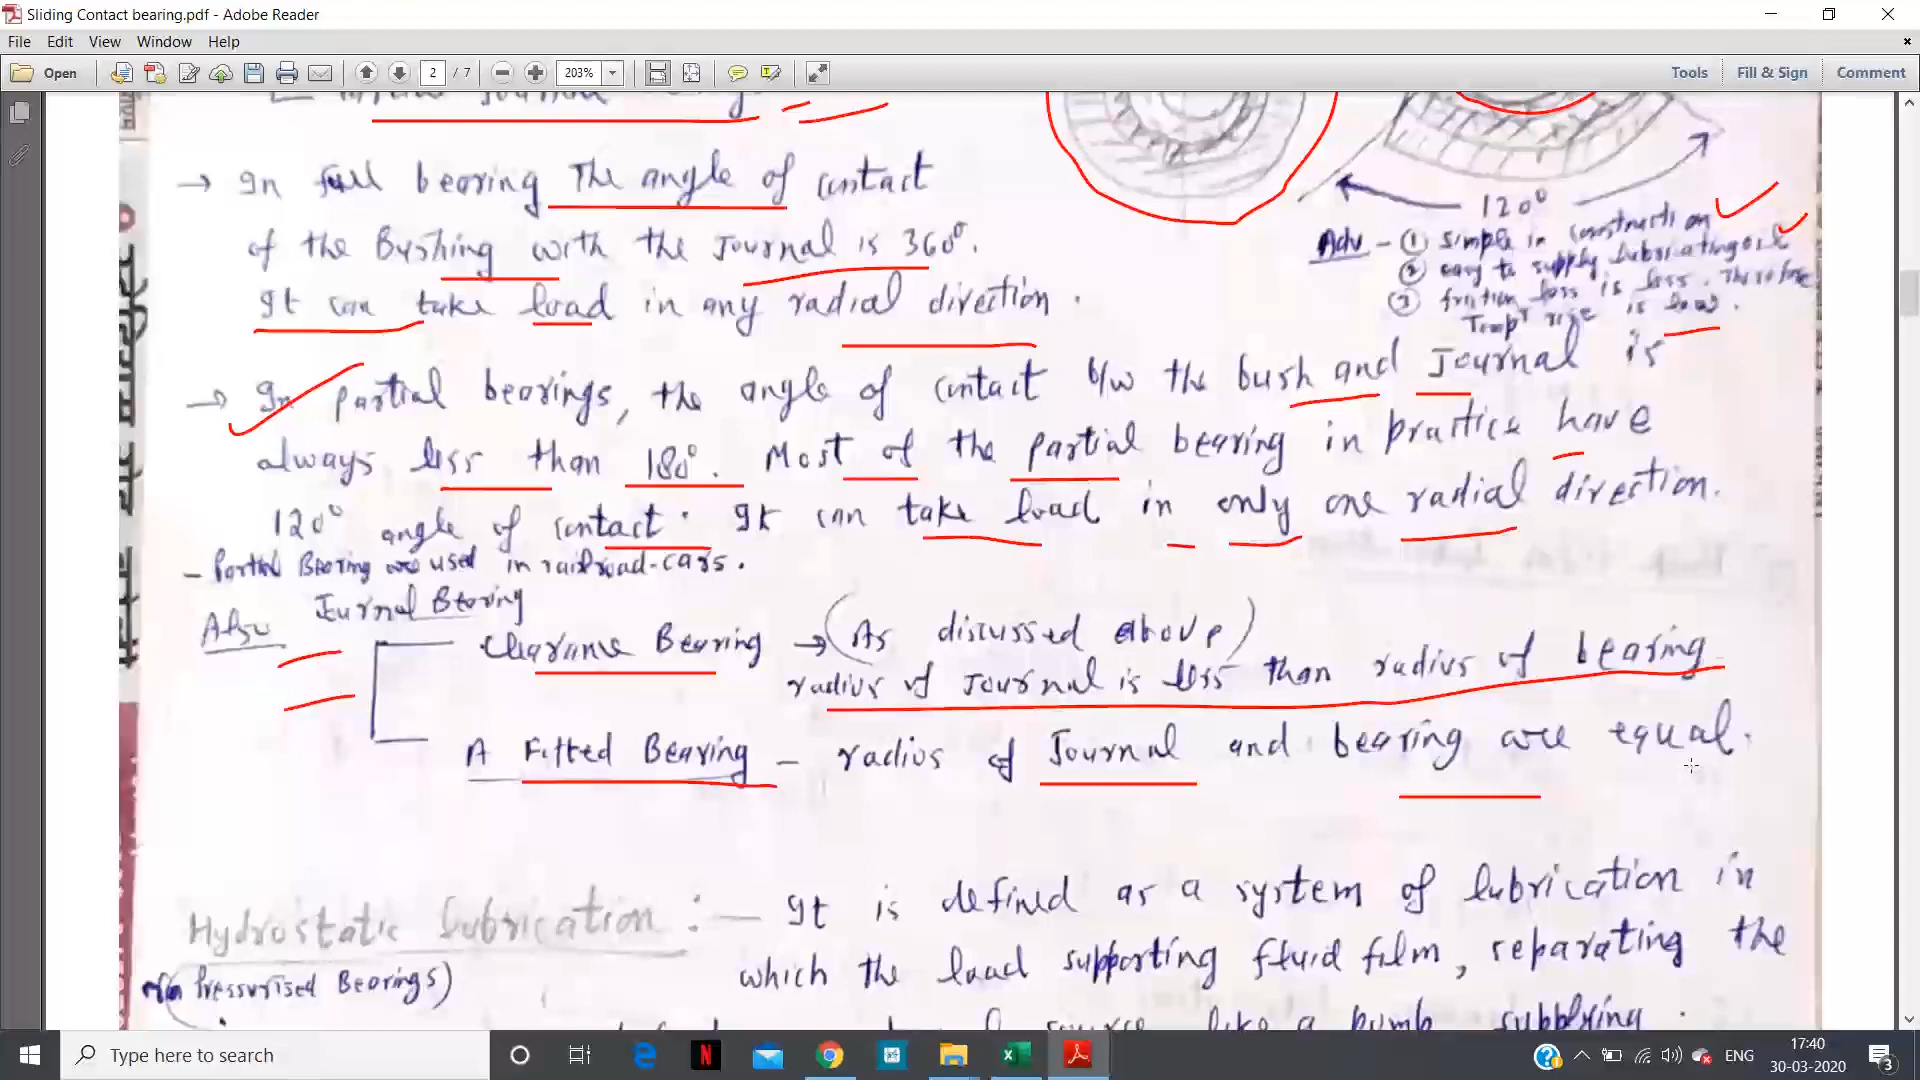 Sliding Contact bearing.pdf - Adobe Reader
File Edit View Window Help
Open 2 / 7 203% Tools Fill & Sign Comment
Journal
→ In full bearing The angle of contact
of the Bushing with the Journal is 360°.
It can take load in any radial direction.
120°
Adv - ① Simple in construction
② easy to supply lubricating oil
③ friction loss is less. Therefore
Temp^r rise is low.
→ In partial bearings, the angle of contact b/w the bush and Journal is
always less than 180°. Most of the partial bearing in practice have
120° angle of contact. It can take load in only one radial direction.
- Partial Bearing are used in railroad-cars.
Also Journal Bearing
Clearance Bearing → (As discussed above)
radius of Journal is less than radius of bearing
A Fitted Bearing - radius of Journal and bearing are equal.
Hydrostatic Lubrication :- It is defined as a system of lubrication in
Pressurised Bearings) which the load supporting fluid film, separating the
source like a pump supplying
Type here to search
ENG
17:40
30-03-2020
3